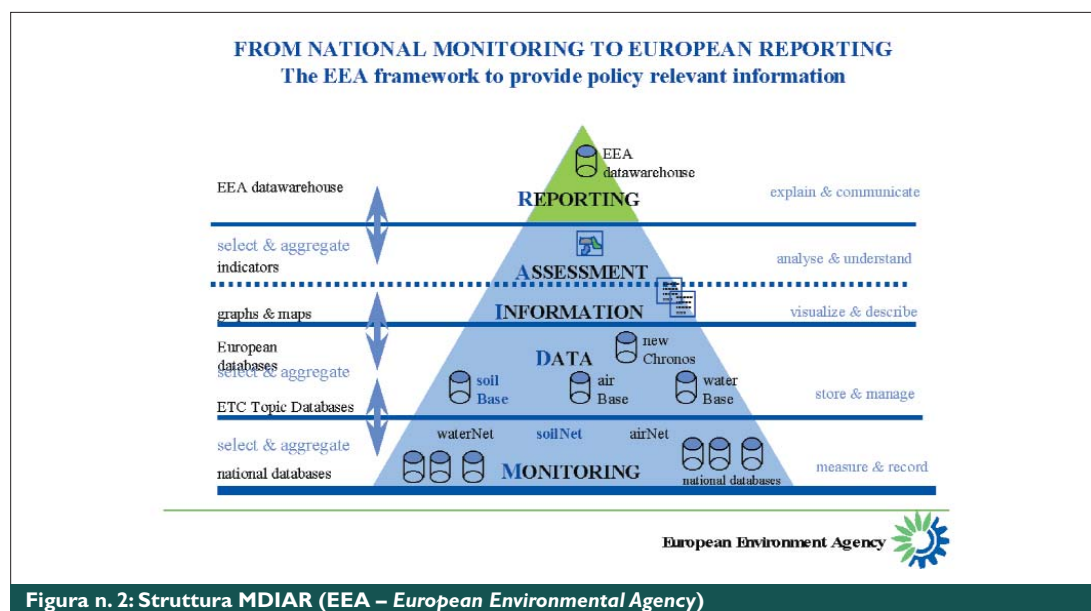 FROM NATIONAL MONITORING TO EUROPEAN REPORTING
The EEA framework to provide policy relevant information
EEA
datawarehouse
EEA datawarehouse
REPORTING
explain & communicate
select & aggregate
indicators
ASSESSMENT
analyse & understand
graphs & maps
INFORMATION
visualize & describe
European
databases
select & aggregate
new
Chronos
DATA
soil
Base
air
Base
water
Base
store & manage
ETC Topic Databases
waterNet
soilNet
airNet
select & aggregate
national databases
MONITORING
national databases
measure & record
European Environment Agency
Figura n. 2: Struttura MDIAR (EEA – European Environmental Agency)